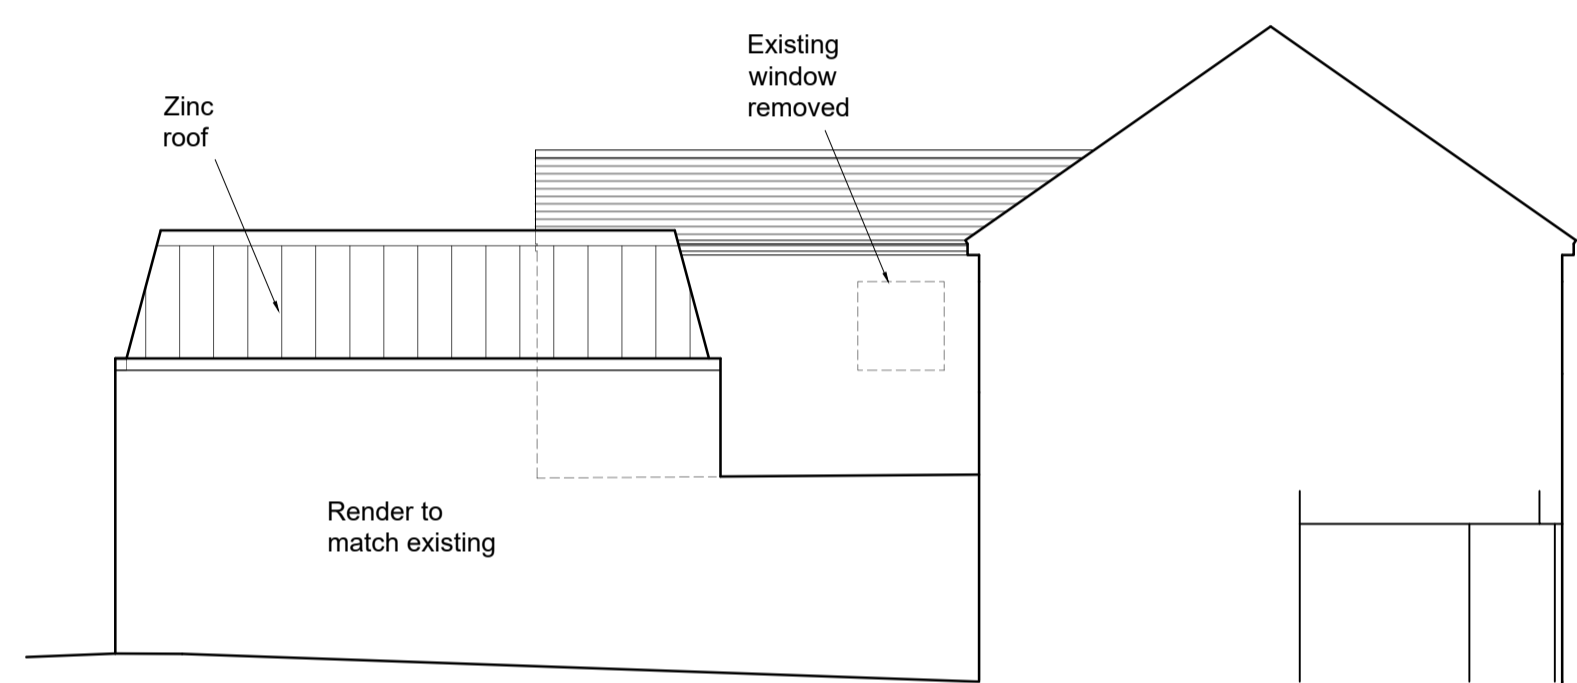 Existing
window
removed
Zinc
roof
Render to
match existing